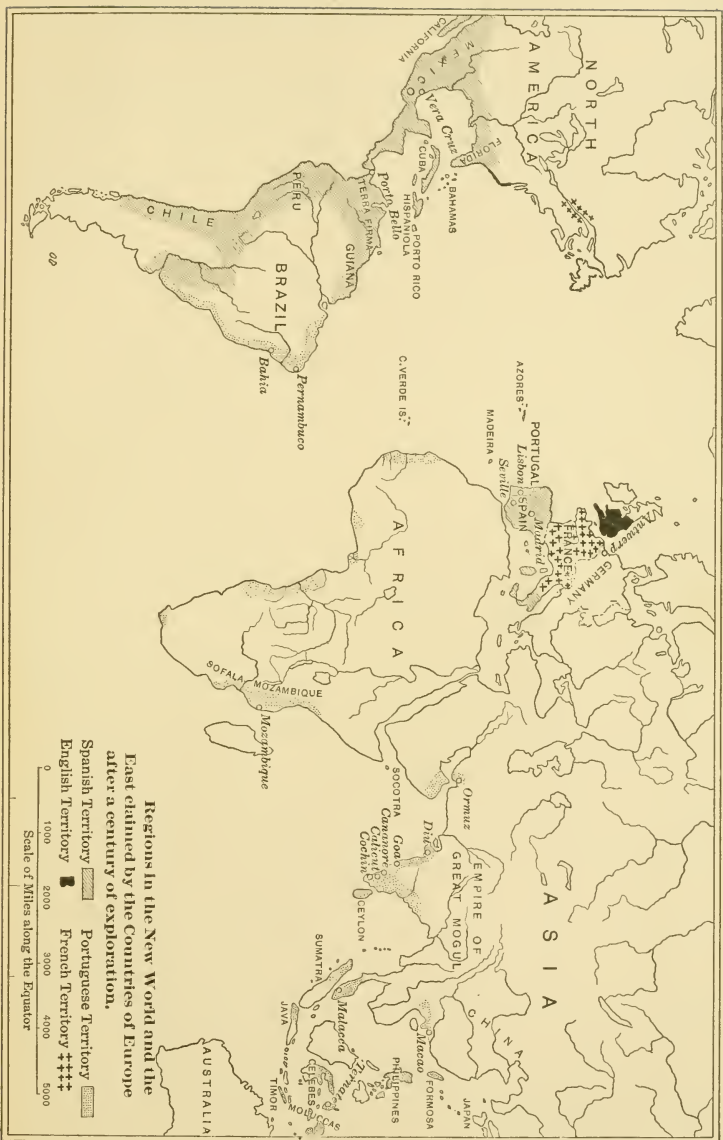 NORTH
AMERICA
CALIFORNIA
MEXICO
Vera Cruz
FLORIDA
CUBA
BAHAMAS
PORTO RICO
HISPANIOLA
Porto Bello
TERRA FIRMA
GUIANA
PERU
BRAZIL
CHILE
Pernambuco
Bahia
C. VERDE IS.
AZORES
MADEIRA
PORTUGAL
Lisbon
Seville
SPAIN
Madrid
FRANCE
Antwerp
GERMANY
AFRICA
SOFALA
MOZAMBIQUE
Mozambique
SOCOTRA
Ormuz
Diu
Goao
Cananore
Calicut
Cochin
CEYLON
EMPIRE OF
GREAT MOGUL
ASIA
CHINA
Macao
FORMOSA
JAPAN
PHILIPPINES
SUMATRA
Malacca
JAVA
Ternate
CELEBES
MOLUCCAS
TIMOR
AUSTRALIA
Regions in the New World and the
East claimed by the Countries of Europe
after a century of exploration.
Spanish Territory Portuguese Territory
English Territory French Territory
0 1000 2000 3000 4000 5000
Scale of Miles along the Equator